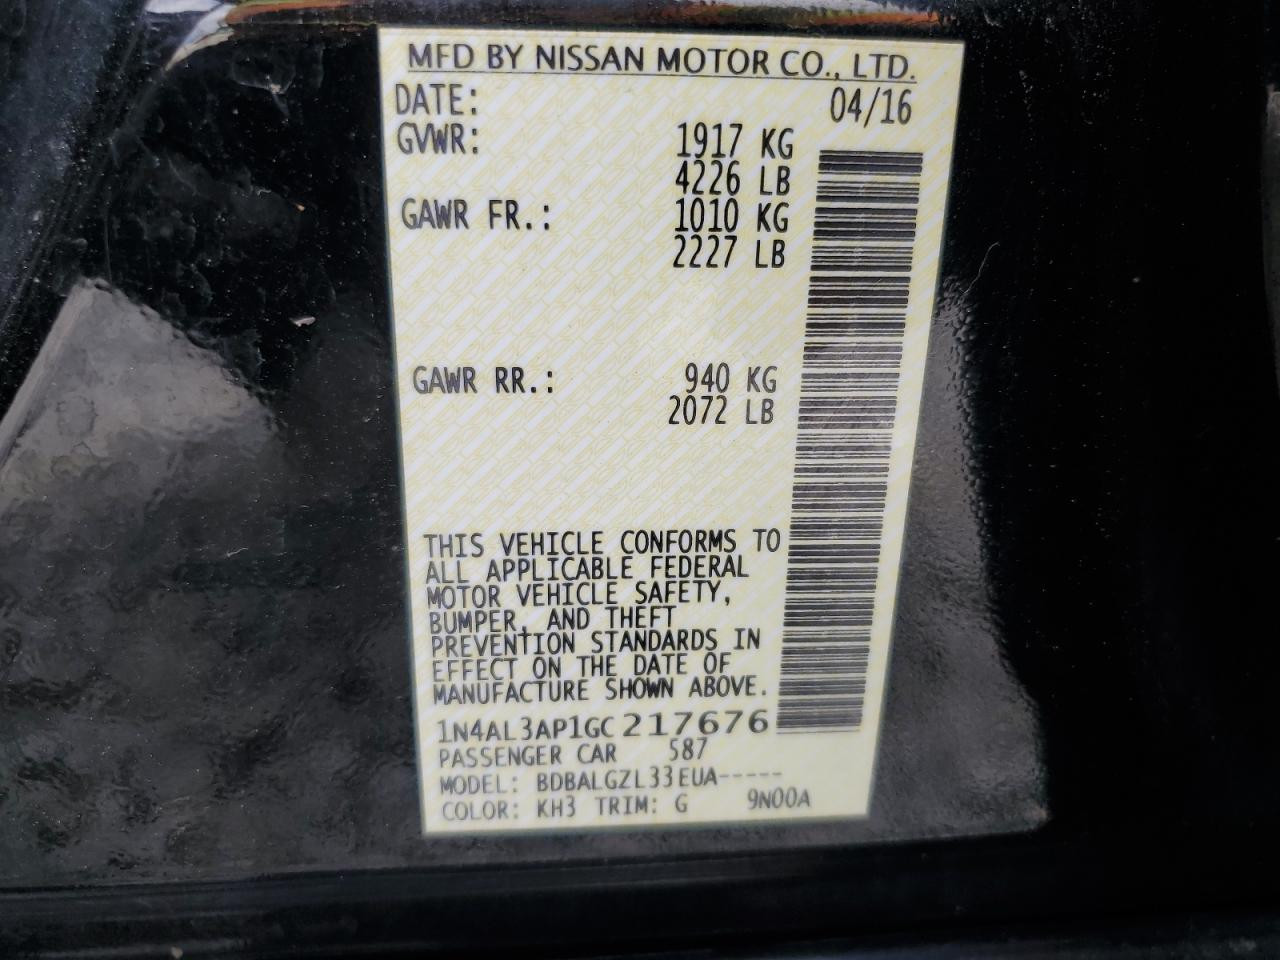 MFD BY NISSAN MOTOR CO., LTD.
DATE: 04/16
GVWR: 1917 KG
4226 LB
GAWR FR.: 1010 KG
2227 LB
GAWR RR.: 940 KG
2072 LB
THIS VEHICLE CONFORMS TO
ALL APPLICABLE FEDERAL
MOTOR VEHICLE SAFETY,
BUMPER, AND THEFT
PREVENTION STANDARDS IN
EFFECT ON THE DATE OF
MANUFACTURE SHOWN ABOVE.
1N4AL3AP1GC217676
PASSENGER CAR 587
MODEL: BDBALGZL33EUA-----
COLOR: KH3 TRIM: G 9N00A